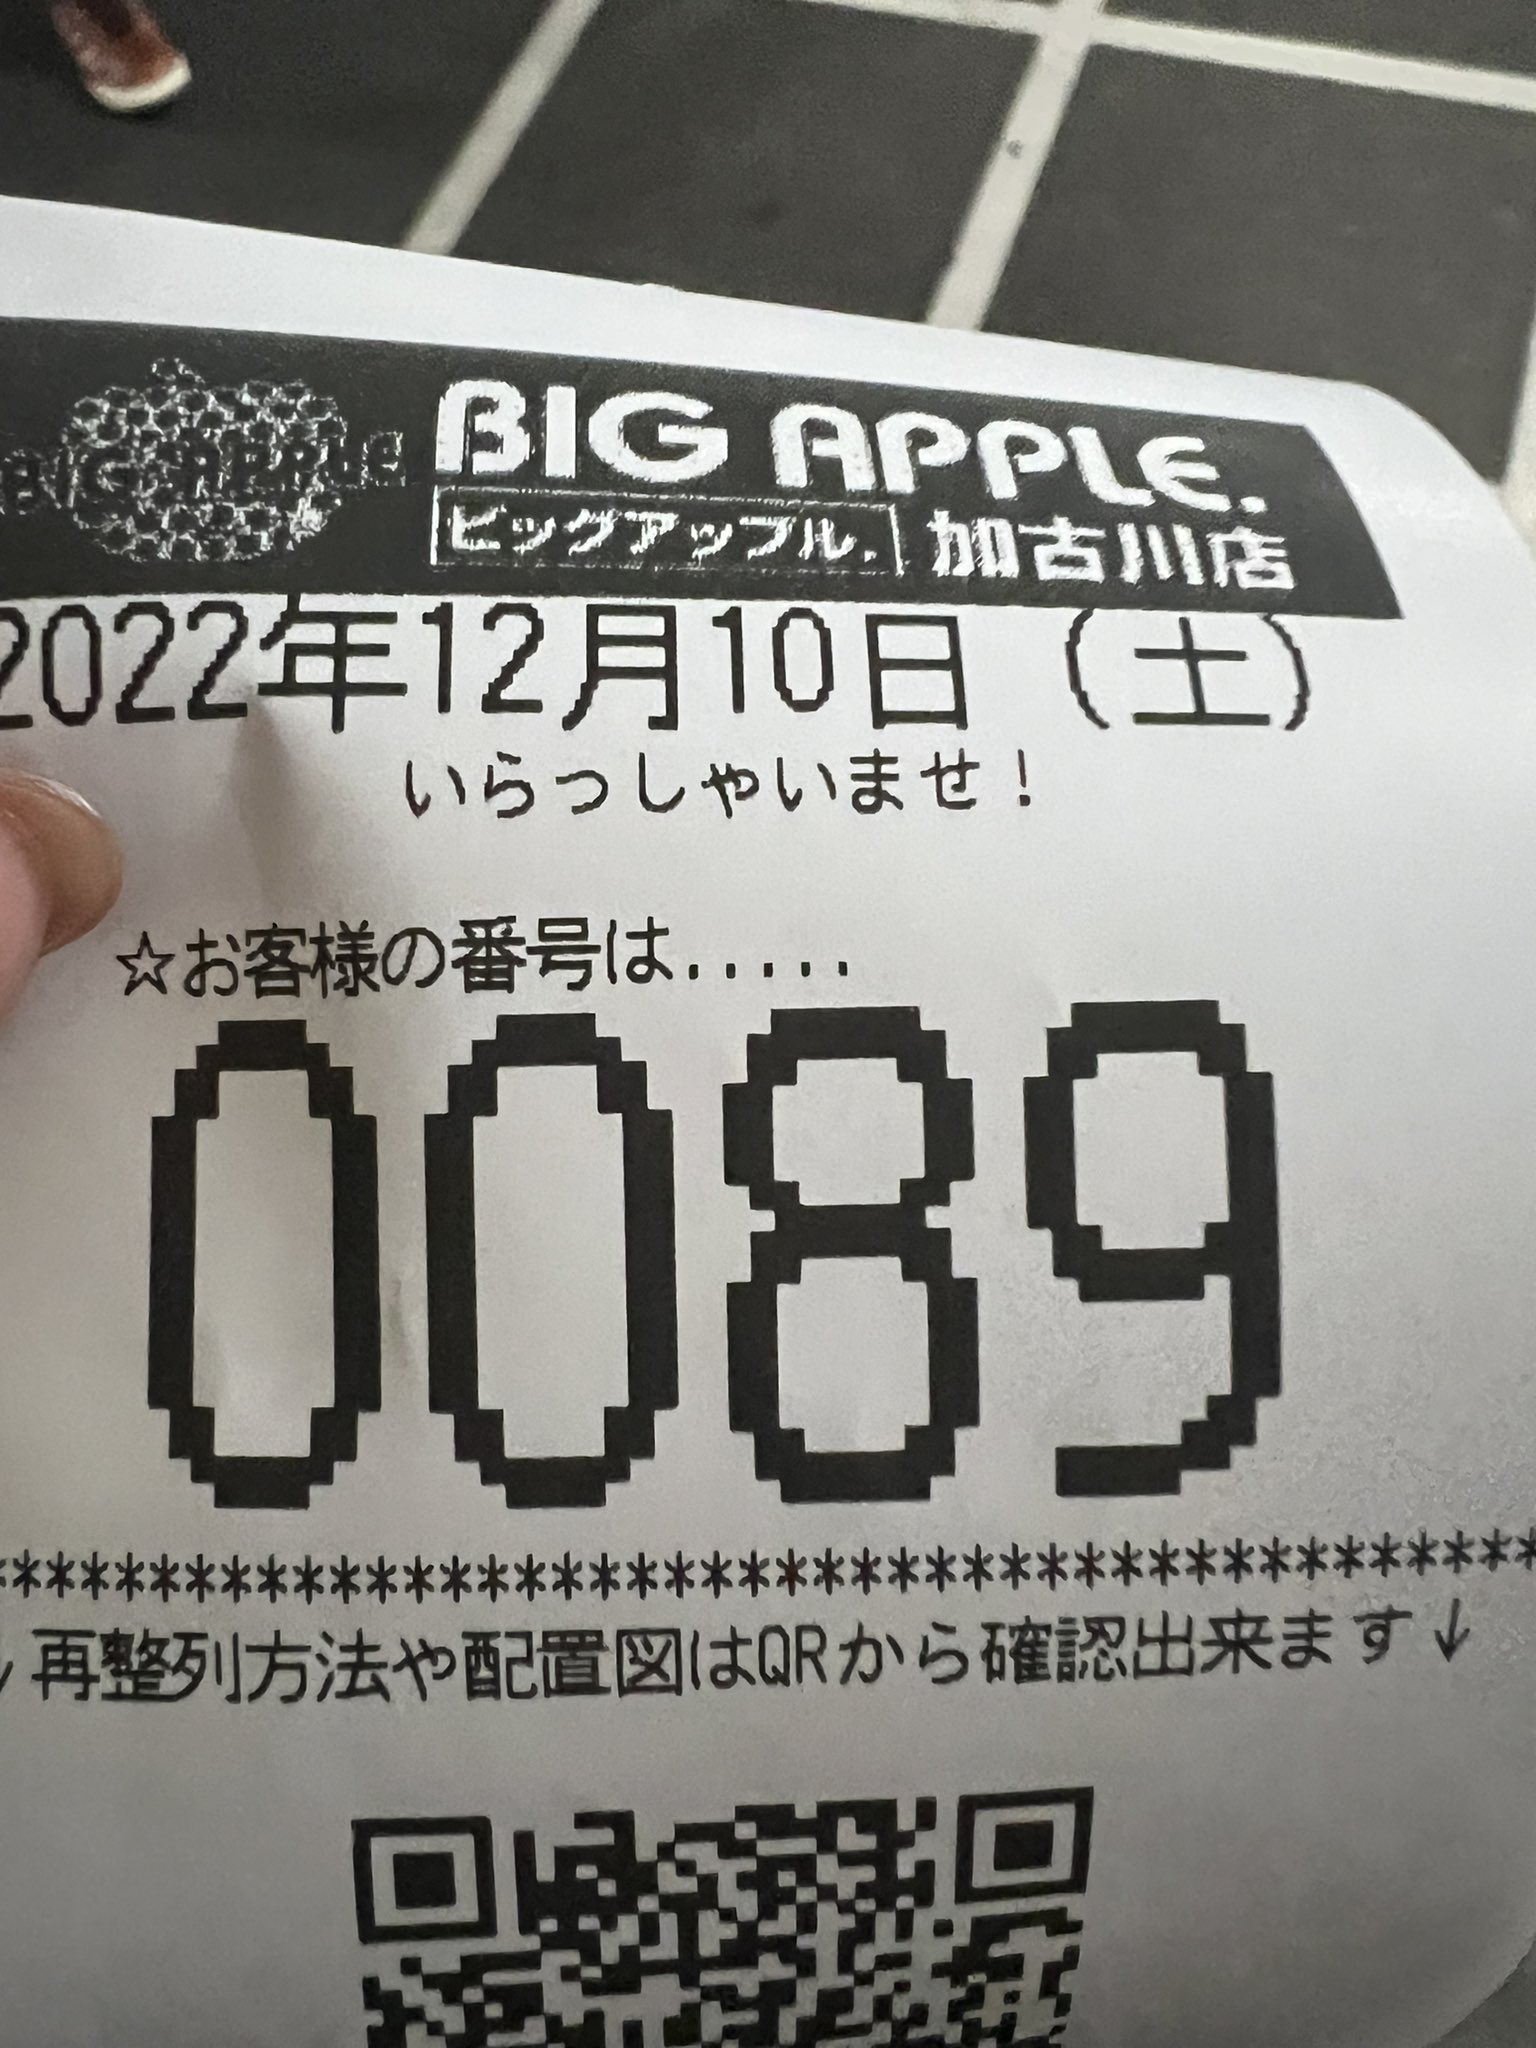 BIG APPLE
BIG APPLE.
ビッグアップル. 加古川店
2022年12月10日（土）
いらっしゃいませ！
☆お客様の番号は.....
0089
******************************************
↓再整列方法や配置図はQRから確認出来ます↓